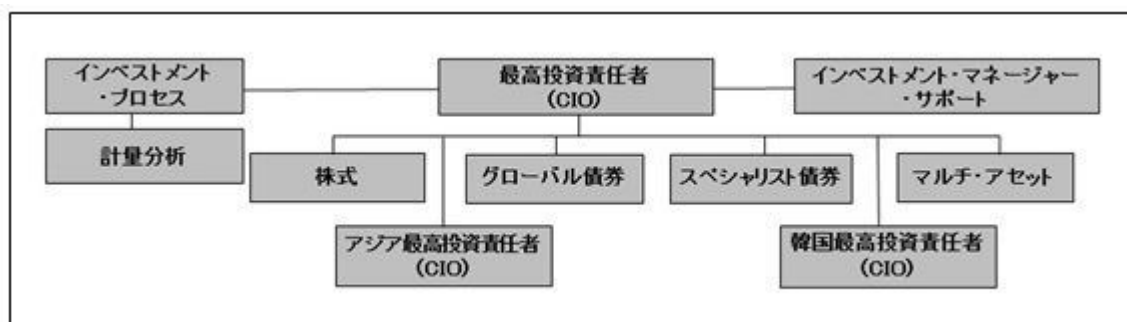 インベストメント
・プロセス
最高投資責任者
(CIO)
インベストメント・マネージャー
・サポート
計量分析
株式
グローバル債券
スペシャリスト債券
マルチ・アセット
アジア最高投資責任者
(CIO)
韓国最高投資責任者
(CIO)